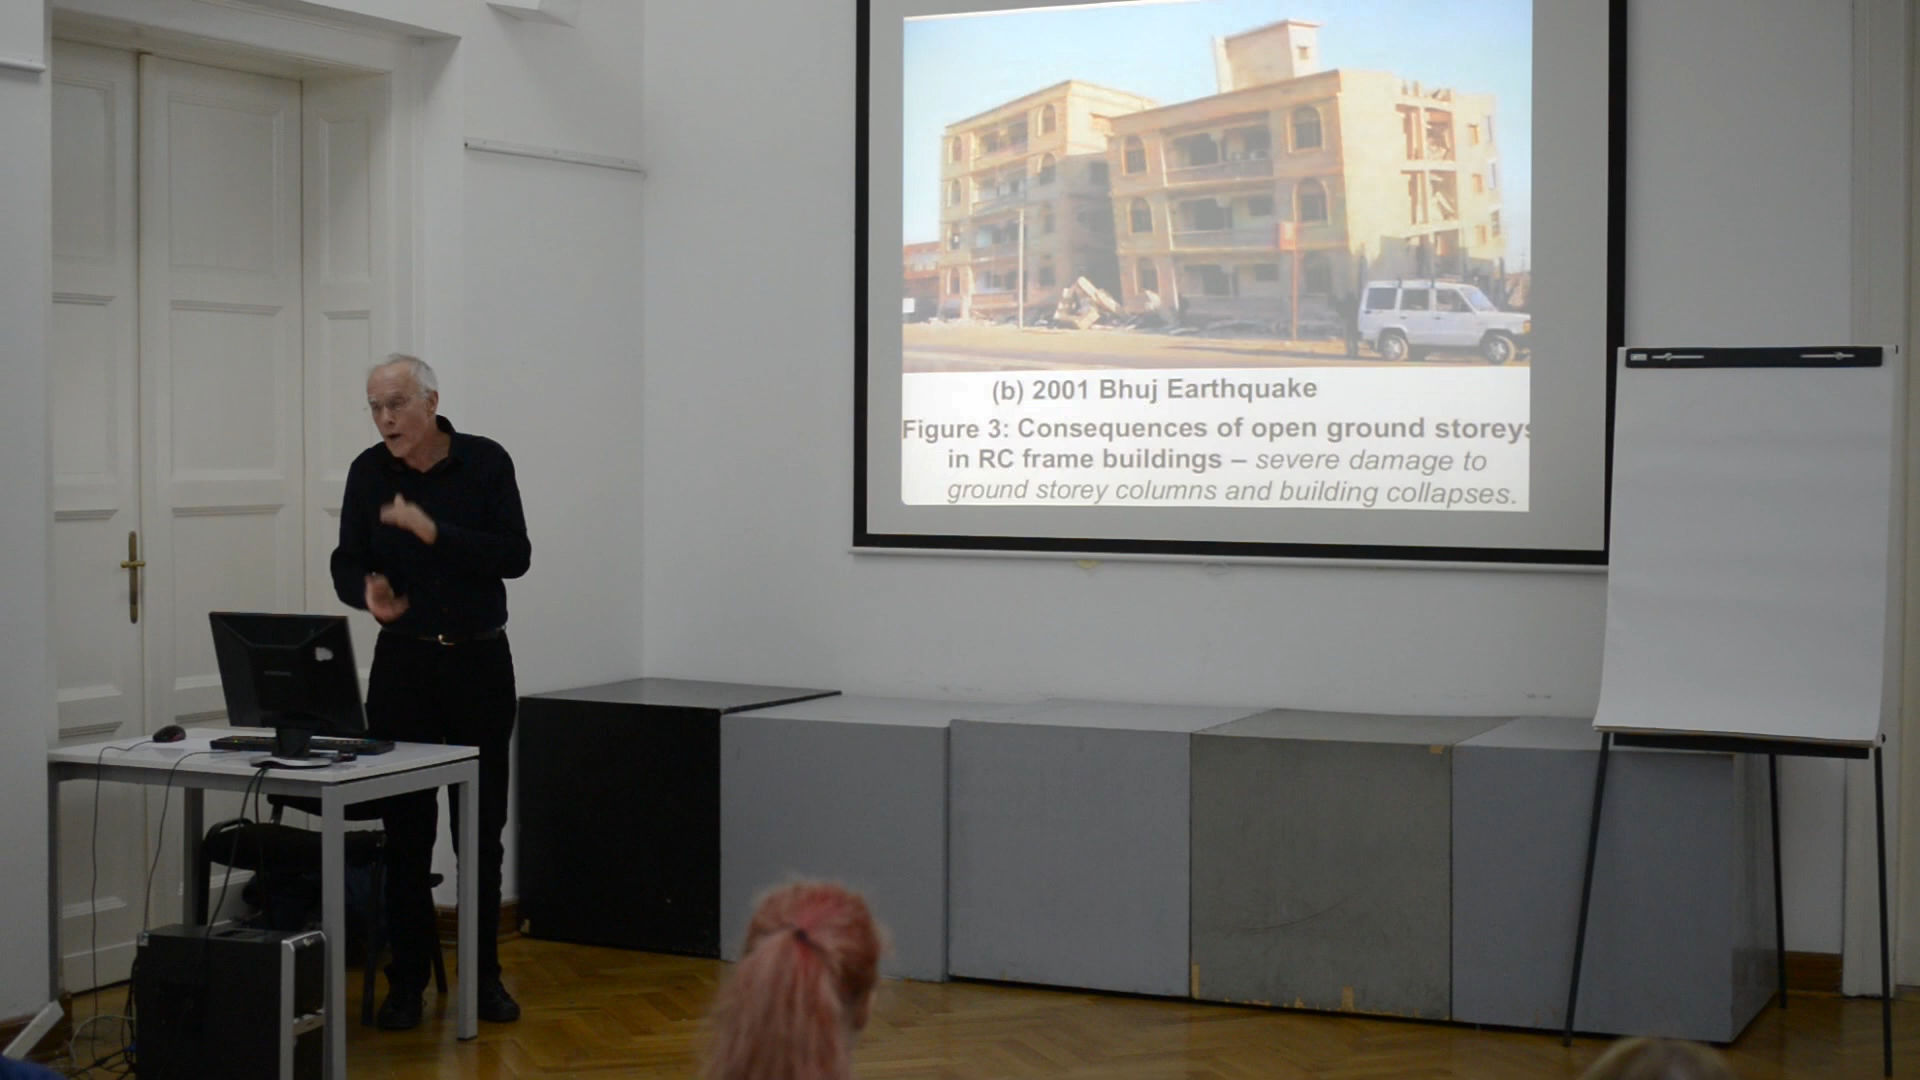 (b) 2001 Bhuj Earthquake
Figure 3: Consequences of open ground storeys
in RC frame buildings – severe damage to
ground storey columns and building collapses.